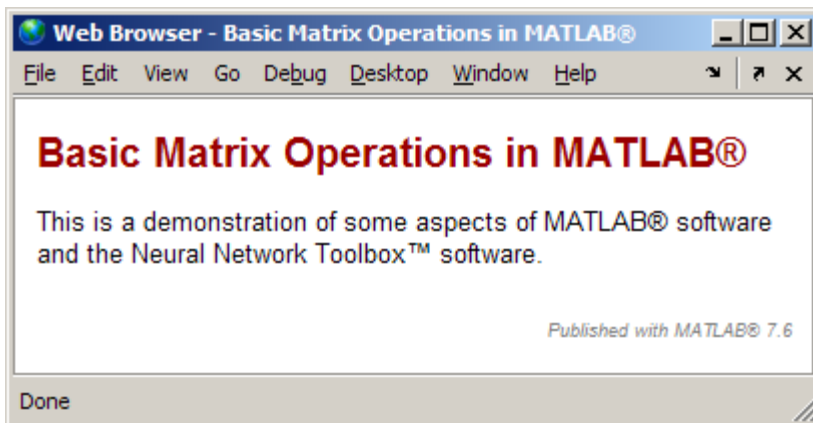 Web Browser - Basic Matrix Operations in MATLAB®
File Edit View Go Debug Desktop Window Help
Basic Matrix Operations in MATLAB®
This is a demonstration of some aspects of MATLAB® software
and the Neural Network Toolbox™ software.
Published with MATLAB® 7.6
Done